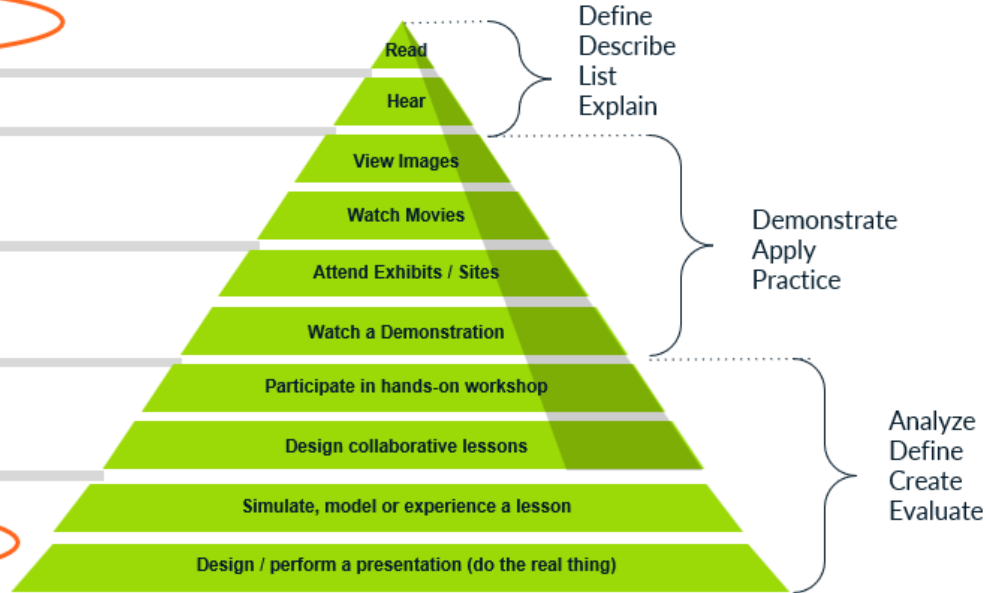 Read
Hear
View Images
Watch Movies
Attend Exhibits / Sites
Watch a Demonstration
Participate in hands-on workshop
Design collaborative lessons
Simulate, model or experience a lesson
Design / perform a presentation (do the real thing)
Define
Describe
List
Explain
Demonstrate
Apply
Practice
Analyze
Define
Create
Evaluate